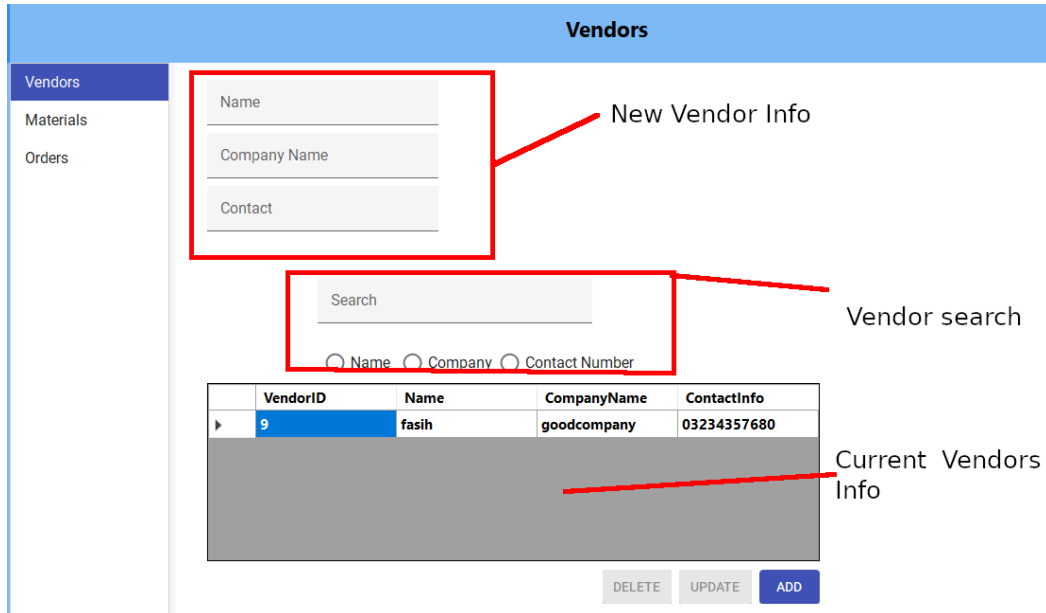 Vendors
Vendors
Materials
Orders
Name
Company Name
Contact
New Vendor Info
Search
Name Company Contact Number
Vendor search
VendorID Name CompanyName ContactInfo
9 fasih goodcompany 03234357680
Current Vendors
Info
DELETE UPDATE ADD